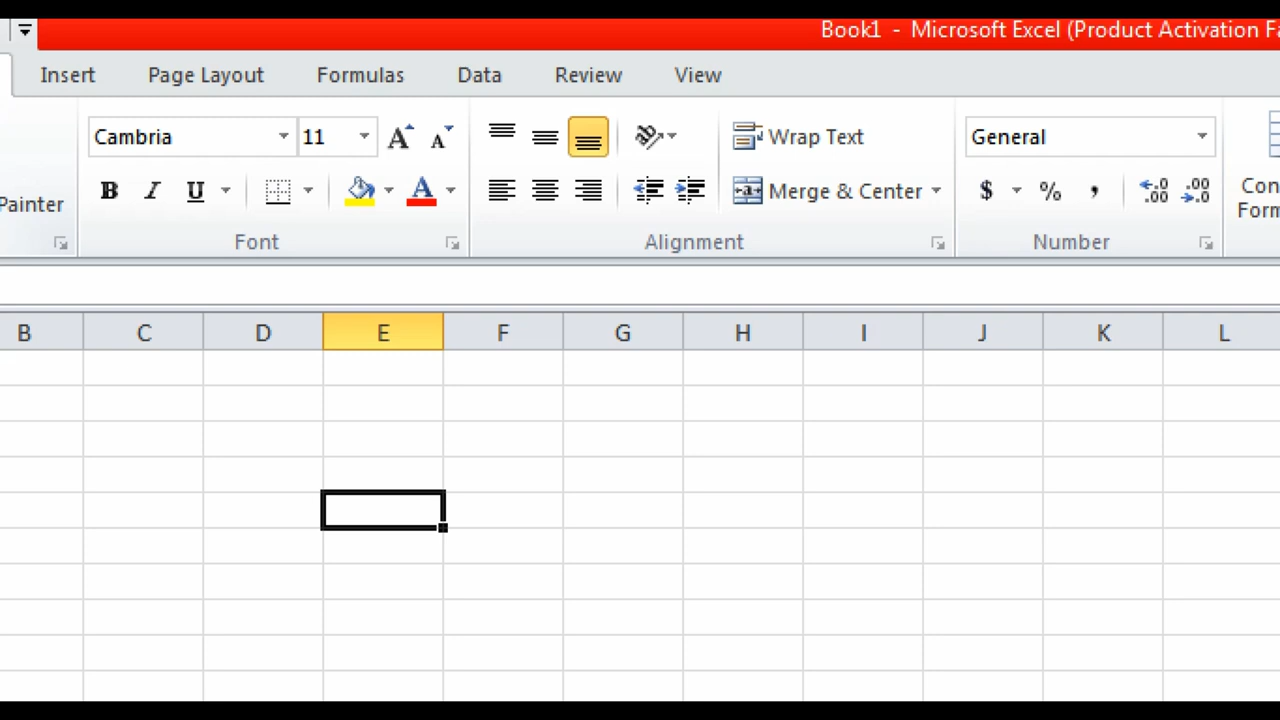 Book1 - Microsoft Excel (Product Activation Fa
Insert Page Layout Formulas Data Review View
Cambria 11 Wrap Text General
B I U A Merge & Center $ % ,
Painter Con
Form
Font Alignment Number
B C D E F G H I J K L